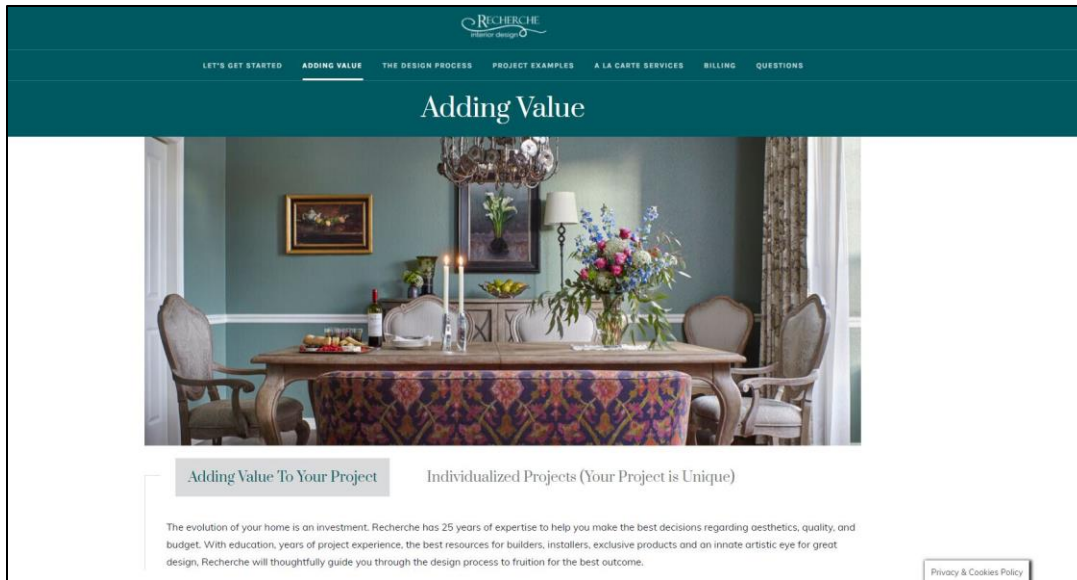 RECHERCHE
interior design
LET'S GET STARTED ADDING VALUE THE DESIGN PROCESS PROJECT EXAMPLES A LA CARTE SERVICES BILLING QUESTIONS
Adding Value
Adding Value To Your Project Individualized Projects (Your Project is Unique)
The evolution of your home is an investment. Recherche has 25 years of expertise to help you make the best decisions regarding aesthetics, quality, and
budget. With education, years of project experience, the best resources for builders, installers, exclusive products and an innate artistic eye for great
design, Recherche will thoughtfully guide you through the design process to fruition for the best outcome.
Privacy & Cookies Policy